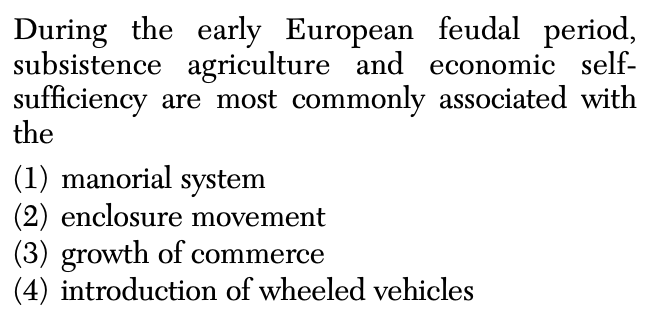 During the early European feudal period,
subsistence agriculture and economic self-
sufficiency are most commonly associated with
the
(1) manorial system
(2) enclosure movement
(3) growth of commerce
(4) introduction of wheeled vehicles